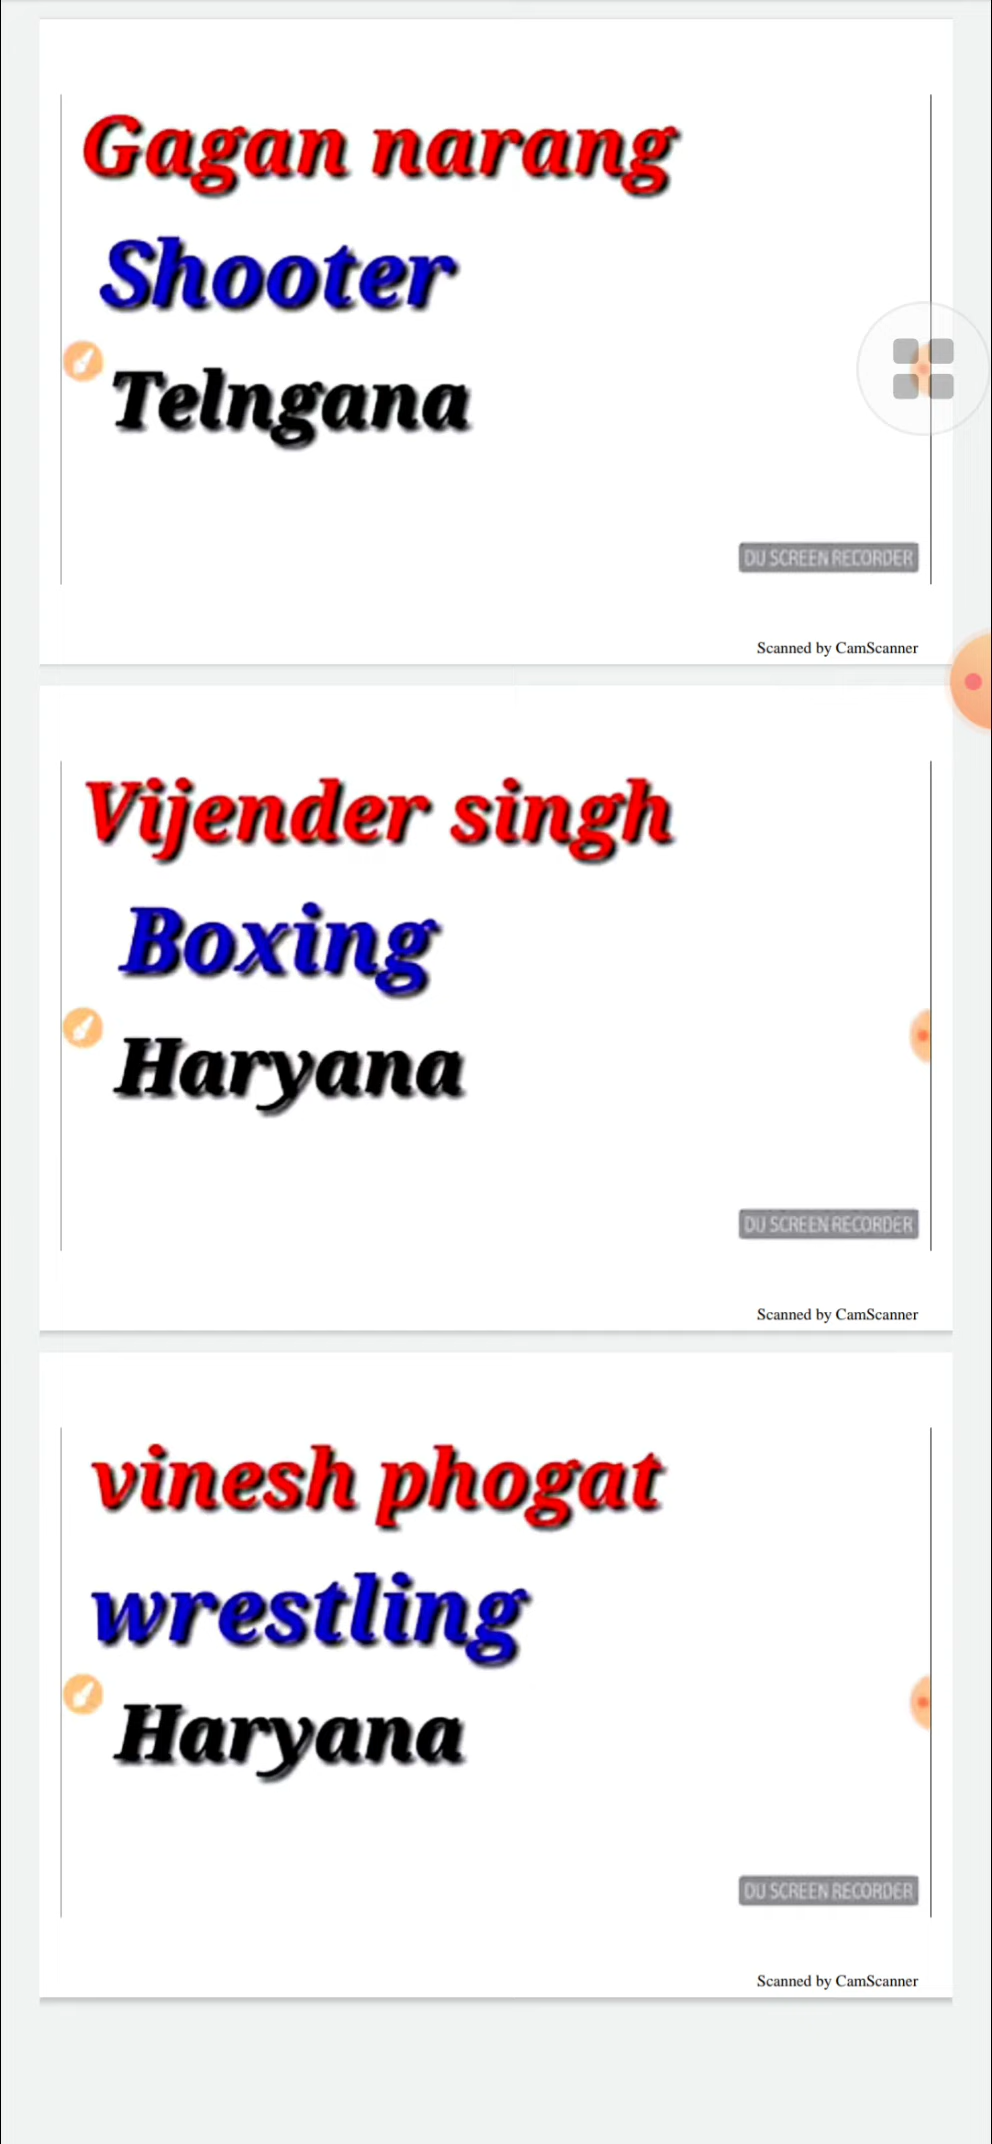 Gagan narang
Shooter
Telngana
DU SCREEN RECORDER
Scanned by CamScanner
Vijender singh
Boxing
Haryana
DU SCREEN RECORDER
Scanned by CamScanner
vinesh phogat
wrestling
Haryana
DU SCREEN RECORDER
Scanned by CamScanner